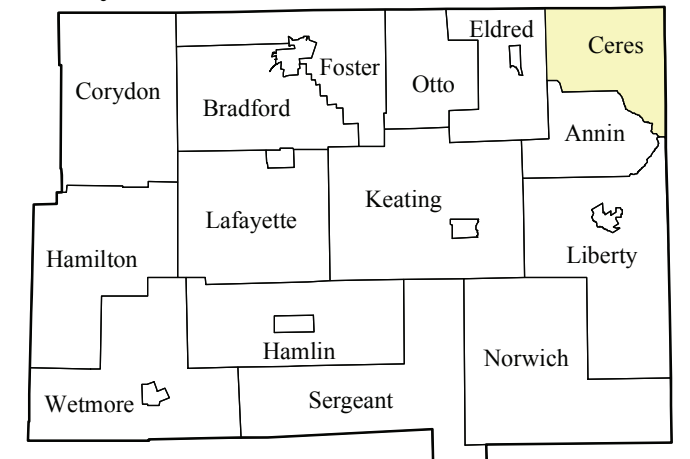 Eldred
Ceres
Foster
Otto
Corydon
Bradford
Annin
Keating
Lafayette
Liberty
Hamilton
Hamlin
Norwich
Sergeant
Wetmore